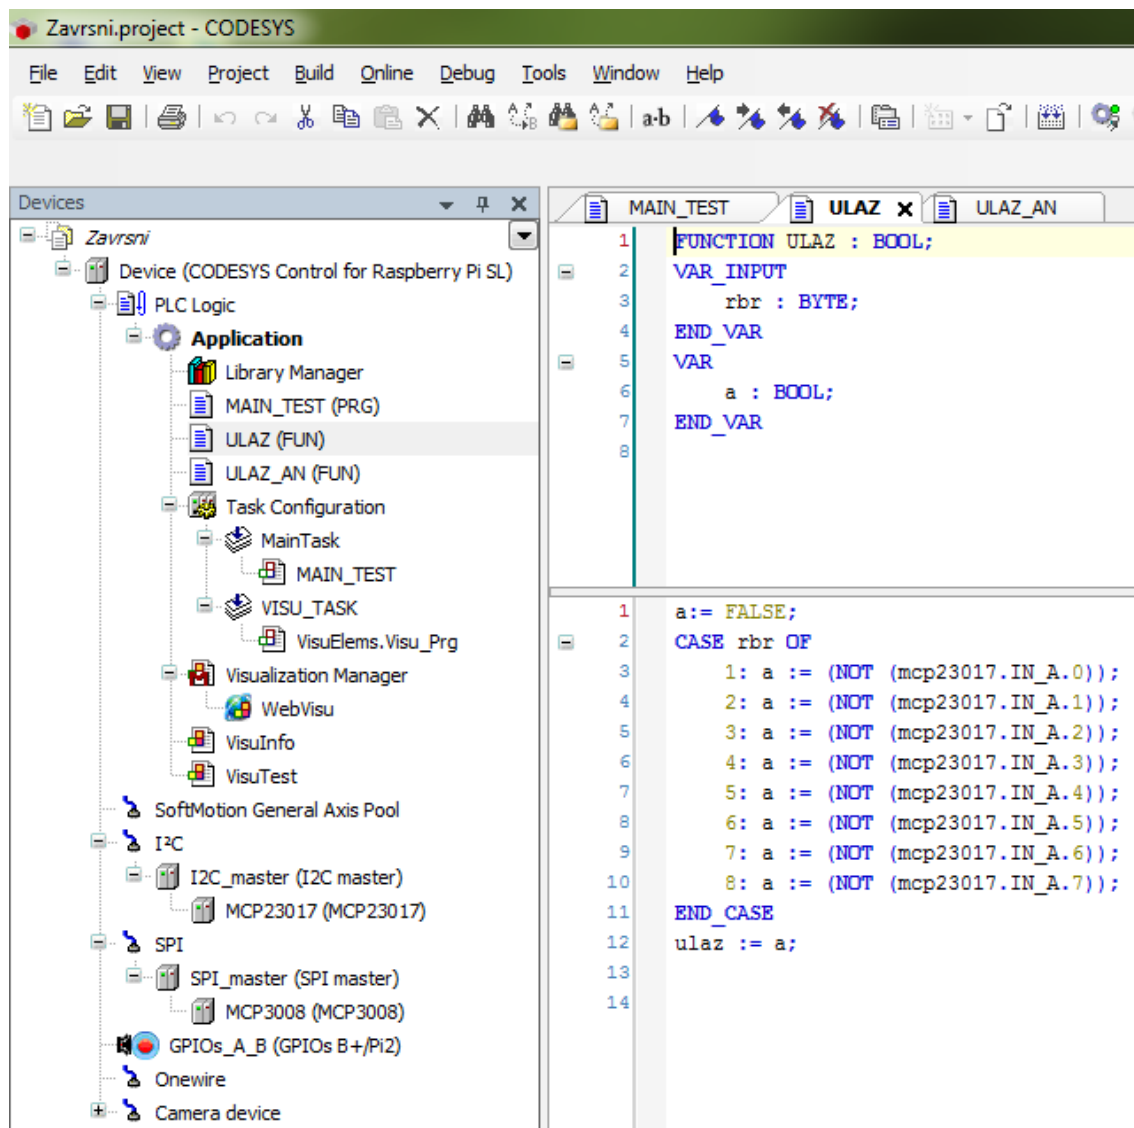 Zavrsni.project - CODESYS
File Edit View Project Build Online Debug Tools Window Help
Devices
Zavrsni
Device (CODESYS Control for Raspberry Pi SL)
PLC Logic
Application
Library Manager
MAIN_TEST (PRG)
ULAZ (FUN)
ULAZ_AN (FUN)
Task Configuration
MainTask
MAIN_TEST
VISU_TASK
VisuElems.Visu_Prg
Visualization Manager
WebVisu
VisuInfo
VisuTest
SoftMotion General Axis Pool
I²C
I2C_master (I2C master)
MCP23017 (MCP23017)
SPI
SPI_master (SPI master)
MCP3008 (MCP3008)
GPIOs_A_B (GPIOs B+/Pi2)
Onewire
Camera device
MAIN_TEST ULAZ ULAZ_AN
1 FUNCTION ULAZ : BOOL;
2 VAR_INPUT
3 rbr : BYTE;
4 END_VAR
5 VAR
6 a : BOOL;
7 END_VAR
8
1 a:= FALSE;
2 CASE rbr OF
3 1: a := (NOT (mcp23017.IN_A.0));
4 2: a := (NOT (mcp23017.IN_A.1));
5 3: a := (NOT (mcp23017.IN_A.2));
6 4: a := (NOT (mcp23017.IN_A.3));
7 5: a := (NOT (mcp23017.IN_A.4));
8 6: a := (NOT (mcp23017.IN_A.5));
9 7: a := (NOT (mcp23017.IN_A.6));
10 8: a := (NOT (mcp23017.IN_A.7));
11 END_CASE
12 ulaz := a;
13
14